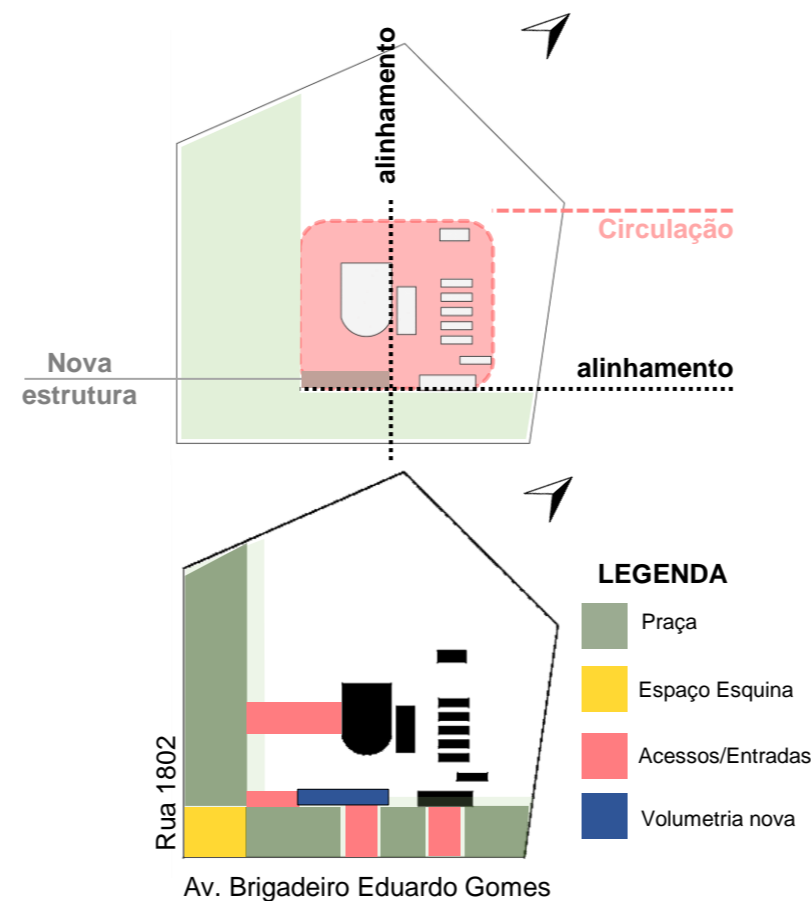 alinhamento
Circulação
alinhamento
Nova
estrutura
LEGENDA
Praça
Espaço Esquina
Acessos/Entradas
Volumetria nova
Rua 1802
Av. Brigadeiro Eduardo Gomes